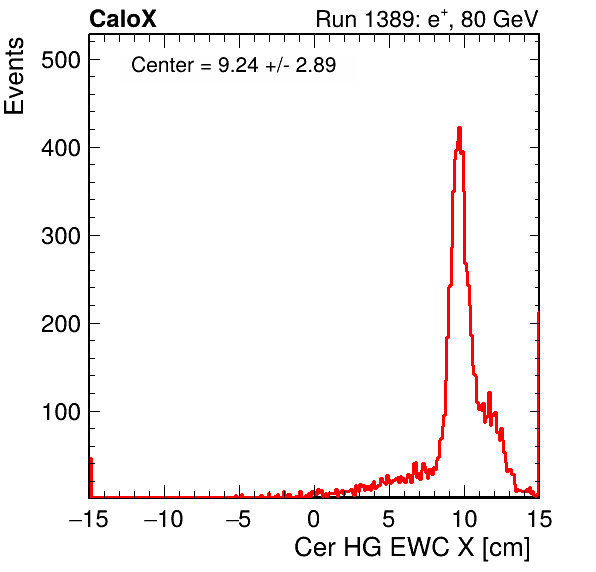 CaloX
Run 1389: e+, 80 GeV
Events
Center = 9.24 +/- 2.89
500
400
300
200
100
−15 −10 −5 0 5 10 15
Cer HG EWC X [cm]